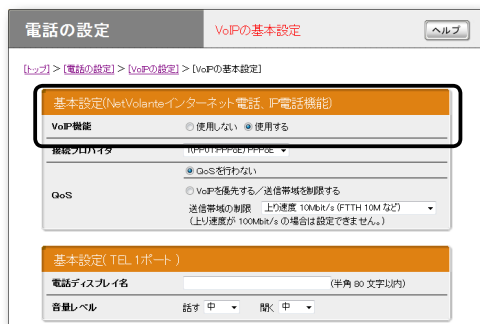 電話の設定
VoIPの基本設定
ヘルプ
[トップ] > [電話の設定] > [VoIPの設定] > [VoIPの基本設定]
基本設定(NetVolanteインターネット電話、IP電話機能)
VoIP機能 使用しない 使用する
接続プロバイダ 1(PP01:PPPoE) PPPoE
QoSを行わない
QoS VoIPを優先する/送信帯域を制限する
送信帯域の制限 上り速度 10Mbit/s (FTTH 10M など)
(上り速度が 100Mbit/s の場合は設定できません。)
基本設定( TEL 1ポート )
電話ディスプレイ名 (半角 80 文字以内)
音量レベル 話す 中 聞く 中